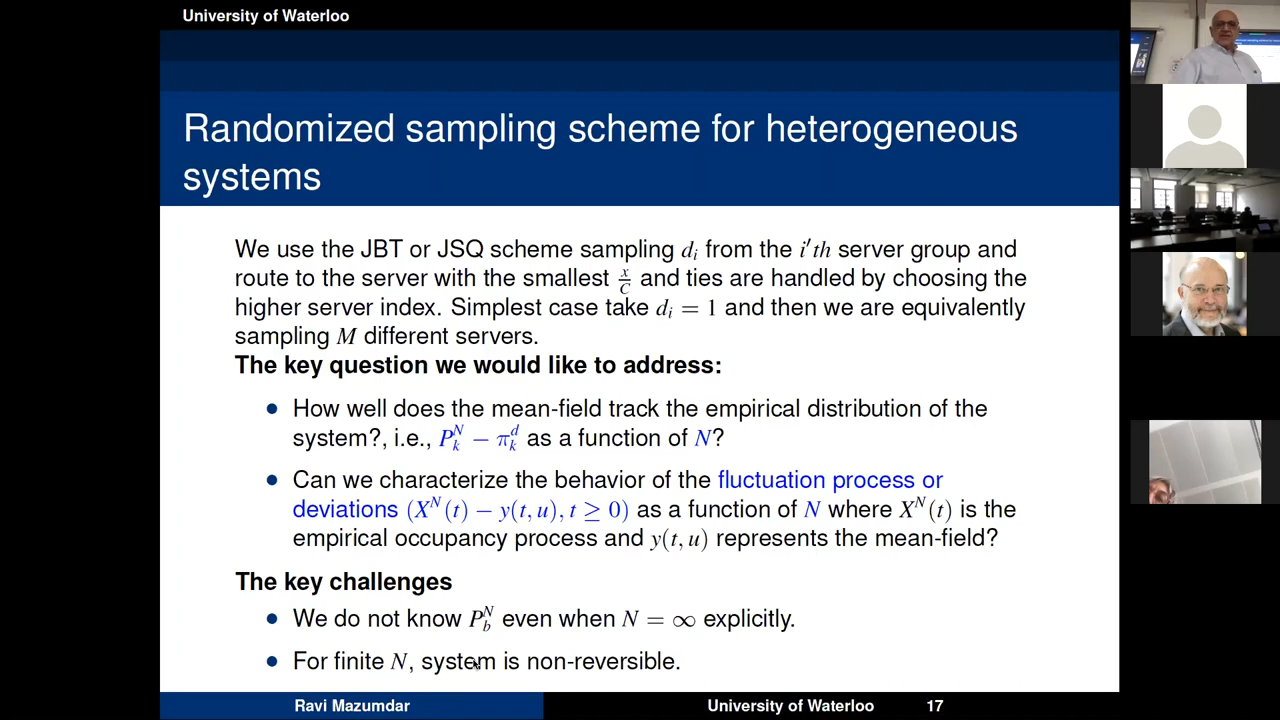 University of Waterloo
Randomized sampling scheme for heterogeneous
systems
We use the JBT or JSQ scheme sampling d_i from the i'th server group and
route to the server with the smallest x/C and ties are handled by choosing the
higher server index. Simplest case take d_i = 1 and then we are equivalently
sampling M different servers.
The key question we would like to address:
• How well does the mean-field track the empirical distribution of the
system?, i.e., P_k^N − π_k^d as a function of N?
• Can we characterize the behavior of the fluctuation process or
deviations (X^N(t) − y(t, u), t ≥ 0) as a function of N where X^N(t) is the
empirical occupancy process and y(t, u) represents the mean-field?
The key challenges
• We do not know P_b^N even when N = ∞ explicitly.
• For finite N, system is non-reversible.
Ravi Mazumdar University of Waterloo 17